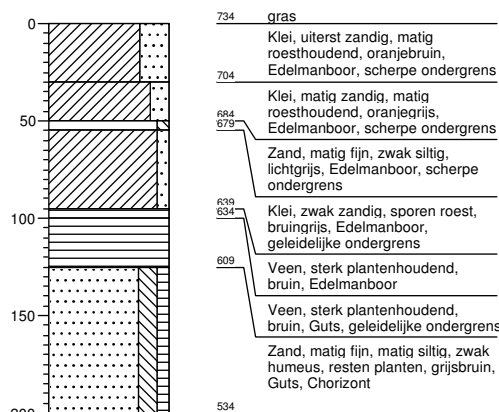 0
50
100
150
200
734 gras
Klei, uiterst zandig, matig
roesthoudend, oranjebruin,
Edelmanboor, scherpe ondergrens
704
Klei, matig zandig, matig
roesthoudend, oranjegrijs,
Edelmanboor, scherpe ondergrens
684
679
Zand, matig fijn, zwak siltig,
lichtgrijs, Edelmanboor, scherpe
ondergrens
639
Klei, zwak zandig, sporen roest,
bruingrijs, Edelmanboor,
geleidelijke ondergrens
634
Veen, sterk plantenhoudend,
bruin, Edelmanboor
609
Veen, sterk plantenhoudend,
bruin, Guts, geleidelijke ondergrens
Zand, matig fijn, matig siltig, zwak
humeus, resten planten, grijsbruin,
Guts, Chorizont
534